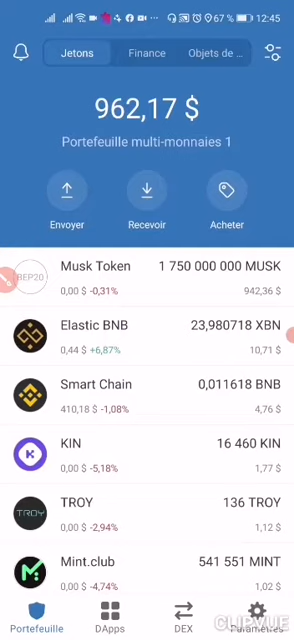 67 % 12:45
Jetons Finance Objets de ...
962,17 $
Portefeuille multi-monnaies 1
Envoyer Recevoir Acheter
BEP20 Musk Token 1 750 000 000 MUSK
0,00 $ -0,31% 942,36 $
Elastic BNB 23,980718 XBN
0,44 $ +6,87% 10,71 $
Smart Chain 0,011618 BNB
410,18 $ -1,08% 4,76 $
KIN 16 460 KIN
0,00 $ -5,18% 1,77 $
TROY TROY 136 TROY
0,00 $ -2,94% 1,12 $
Mint.club 541 551 MINT
0,00 $ -4,74% 1,02 $
Portefeuille DApps DEX Paramètres
CLIPVUE